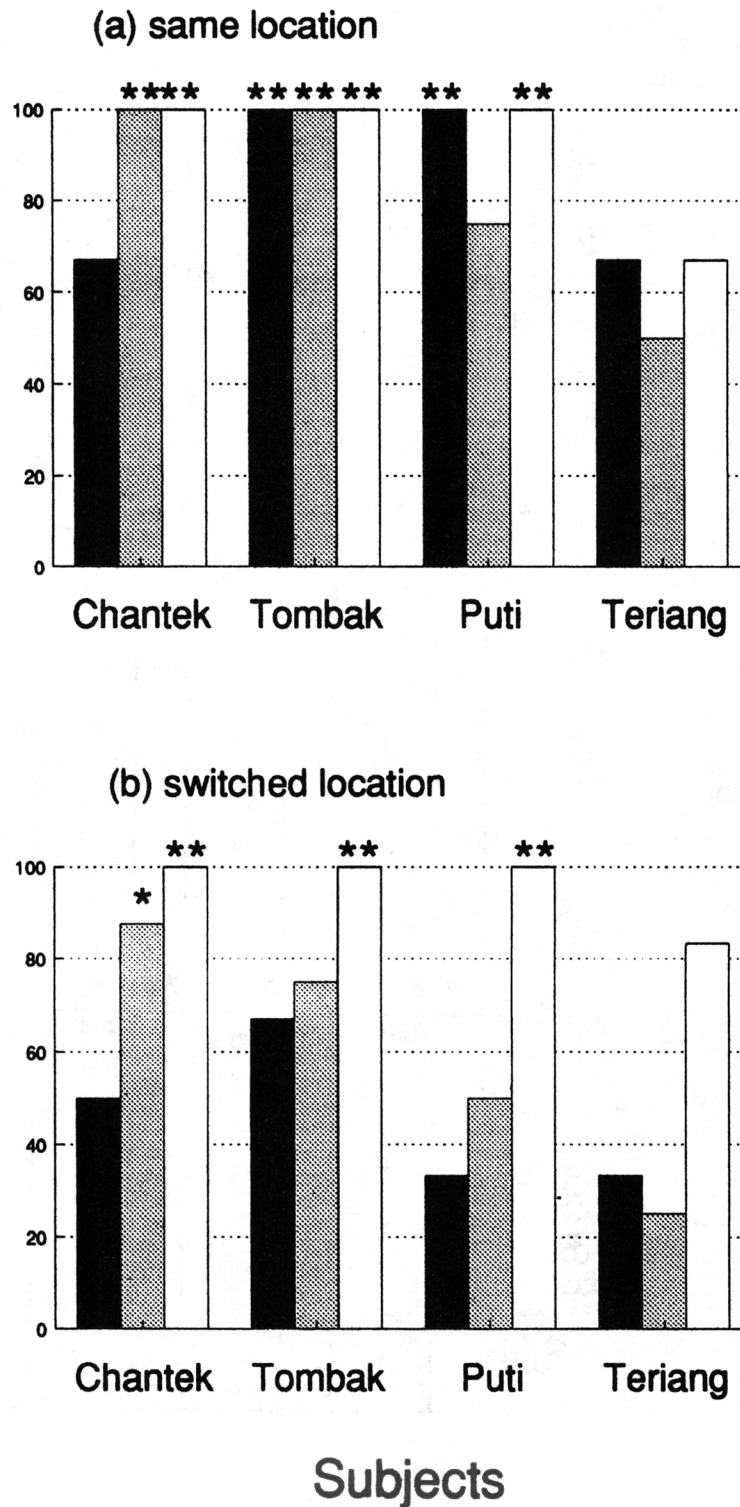 (a) same location
** ** ** ** ** ** **
100
80
60
40
20
0
Chantek Tombak Puti Teriang
(b) switched location
** ** **
100
*
80
60
40
20
0
Chantek Tombak Puti Teriang
Subjects